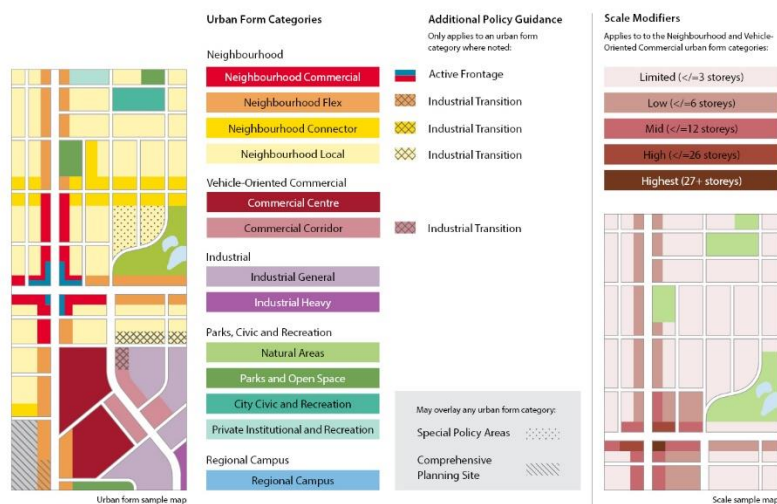 Urban Form Categories
Neighbourhood
Neighbourhood Commercial
Neighbourhood Flex
Neighbourhood Connector
Neighbourhood Local
Vehicle-Oriented Commercial
Commercial Centre
Commercial Corridor
Industrial
Industrial General
Industrial Heavy
Parks, Civic and Recreation
Natural Areas
Parks and Open Space
City Civic and Recreation
Private Institutional and Recreation
Regional Campus
Regional Campus
Urban form sample map
Additional Policy Guidance
Only applies to an urban form
category where noted:
Active Frontage
Industrial Transition
Industrial Transition
Industrial Transition
Industrial Transition
May overlay any urban form category:
Special Policy Areas
Comprehensive
Planning Site
Scale Modifiers
Applies to to the Neighbourhood and Vehicle-
Oriented Commercial urban form categories:
Limited (</=3 storeys)
Low (</=6 storeys)
Mid (</=12 storeys)
High (</=26 storeys)
Highest (27+ storeys)
Scale sample map